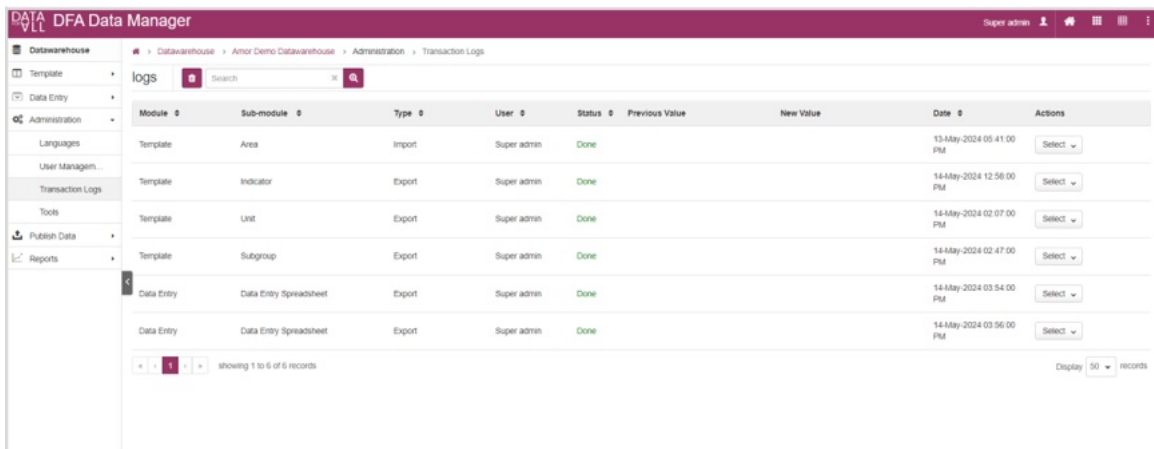 DATA FOR ALL DFA Data Manager
Super admin
Datawarehouse
Template
Data Entry
Administration
Languages
User Managem...
Transaction Logs
Tools
Publish Data
Reports
> Datawarehouse > Amor Demo Datawarehouse > Administration > Transaction Logs
logs Search
Module Sub-module Type User Status Previous Value New Value Date Actions
Template Area Import Super admin Done 13-May-2024 05:41:00 PM Select
Template Indicator Export Super admin Done 14-May-2024 12:58:00 PM Select
Template Unit Export Super admin Done 14-May-2024 02:07:00 PM Select
Template Subgroup Export Super admin Done 14-May-2024 02:47:00 PM Select
Data Entry Data Entry Spreadsheet Export Super admin Done 14-May-2024 03:54:00 PM Select
Data Entry Data Entry Spreadsheet Export Super admin Done 14-May-2024 03:56:00 PM Select
« ‹ 1 › » showing 1 to 6 of 6 records
Display 50 records